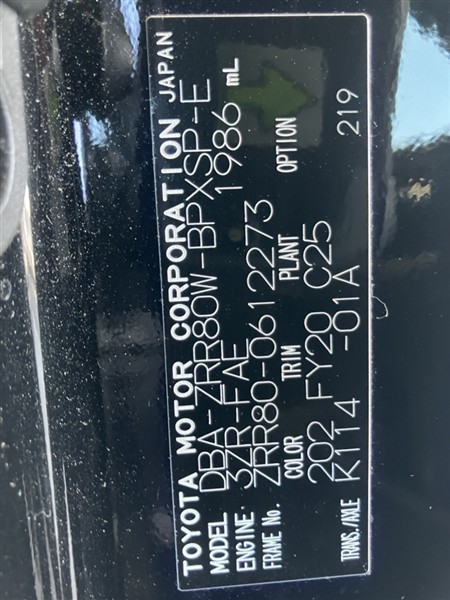 TOYOTA MOTOR CORPORATION JAPAN
MODEL DBA-ZRR80W-BPXSP-E
ENGINE 3ZR-FAE 1986 mL
FRAME No. ZRR80-0612273
COLOR TRIM PLANT OPTION
202 FY20 C25 219
TRANS./AXLE K114 -01A